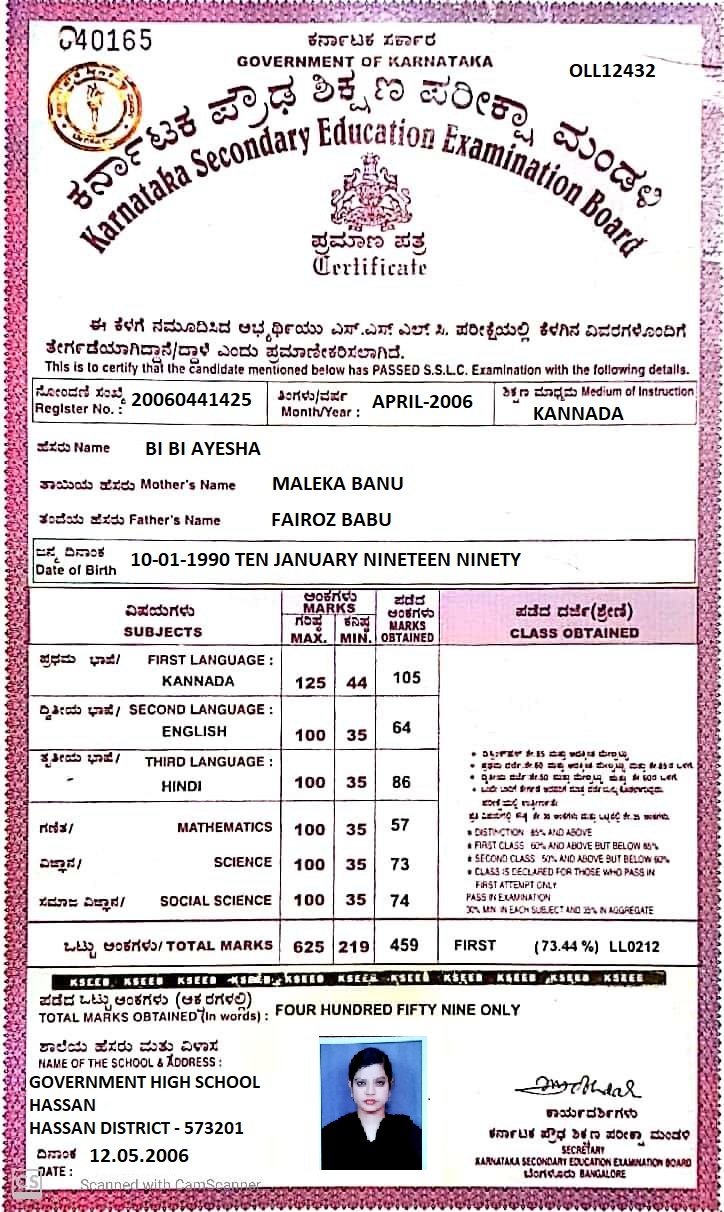 040165
ಕರ್ನಾಟಕ ಸರ್ಕಾರ
GOVERNMENT OF KARNATAKA
OLL12432
ಕರ್ನಾಟಕ ಪ್ರೌಢ ಶಿಕ್ಷಣ ಪರೀಕ್ಷಾ ಮಂಡಳಿ
Karnataka Secondary Education Examination Board
ಪ್ರಮಾಣ ಪತ್ರ
Certificate
ಈ ಕೆಳಗೆ ನಮೂದಿಸಿದ ಅಭ್ಯರ್ಥಿಯು ಎಸ್.ಎಸ್ ಎಲ್ ಸಿ. ಪರೀಕ್ಷೆಯಲ್ಲಿ ಕೆಳಗಿನ ವಿವರಗಳೊಂದಿಗೆ
ತೇರ್ಗಡೆಯಾಗಿದ್ದಾನೆ/ದ್ದಾಳೆ ಎಂದು ಪ್ರಮಾಣೀಕರಿಸಲಾಗಿದೆ.
This is to certify that the candidate mentioned below has PASSED S.S.L.C. Examination with the following details.
ನೋಂದಣಿ ಸಂಖ್ಯೆ Register No. : 20060441425
ತಿಂಗಳು/ವರ್ಷ Month/Year : APRIL-2006
ಶಿಕ್ಷಣ ಮಾಧ್ಯಮ Medium of Instruction
KANNADA
ಹೆಸರು Name BI BI AYESHA
ತಾಯಿಯ ಹೆಸರು Mother's Name MALEKA BANU
ತಂದೆಯ ಹೆಸರು Father's Name FAIROZ BABU
ಜನ್ಮ ದಿನಾಂಕ
Date of Birth 10-01-1990 TEN JANUARY NINETEEN NINETY
ವಿಷಯಗಳು SUBJECTS
ಅಂಕಗಳು MARKS
ಗರಿಷ್ಠ MAX. ಕನಿಷ್ಠ MIN.
ಪಡೆದ ಅಂಕಗಳು MARKS OBTAINED
ಪಡೆದ ದರ್ಜೆ(ಶ್ರೇಣಿ) CLASS OBTAINED
ಪ್ರಥಮ ಭಾಷೆ/ FIRST LANGUAGE :
KANNADA 125 44 105
ದ್ವಿತೀಯ ಭಾಷೆ/ SECOND LANGUAGE :
ENGLISH 100 35 64
ತೃತೀಯ ಭಾಷೆ/ THIRD LANGUAGE :
HINDI 100 35 86
ಗಣಿತ/ MATHEMATICS 100 35 57
ವಿಜ್ಞಾನ/ SCIENCE 100 35 73
ಸಮಾಜ ವಿಜ್ಞಾನ/ SOCIAL SCIENCE 100 35 74
DISTINCTION 85% AND ABOVE
FIRST CLASS 60% AND ABOVE BUT BELOW 85%
SECOND CLASS 50% AND ABOVE BUT BELOW 60%
CLASS IS DECLARED FOR THOSE WHO PASS IN
FIRST ATTEMPT ONLY
PASS IN EXAMINATION
30% MIN IN EACH SUBJECT AND 35% IN AGGREGATE
ಒಟ್ಟು ಅಂಕಗಳು/ TOTAL MARKS 625 219 459 FIRST (73.44 %) LL0212
KSEEB KSEEB KSEEB KSEEB KSEEB KSEEB KSEEB KSEEB KSEEB KSEEB KSEEB
ಪಡೆದ ಒಟ್ಟು ಅಂಕಗಳು (ಅಕ್ಷರಗಳಲ್ಲಿ)
TOTAL MARKS OBTAINED (in words) : FOUR HUNDRED FIFTY NINE ONLY
ಶಾಲೆಯ ಹೆಸರು ಮತ್ತು ವಿಳಾಸ
NAME OF THE SCHOOL & ADDRESS :
GOVERNMENT HIGH SCHOOL
HASSAN
HASSAN DISTRICT - 573201
ದಿನಾಂಕ
DATE : 12.05.2006
ಕಾರ್ಯದರ್ಶಿಗಳು
ಕರ್ನಾಟಕ ಪ್ರೌಢ ಶಿಕ್ಷಣ ಪರೀಕ್ಷಾ ಮಂಡಳಿ
SECRETARY
KARNATAKA SECONDARY EDUCATION EXAMINATION BOARD
ಬೆಂಗಳೂರು BANGALORE
CS Scanned with CamScanner